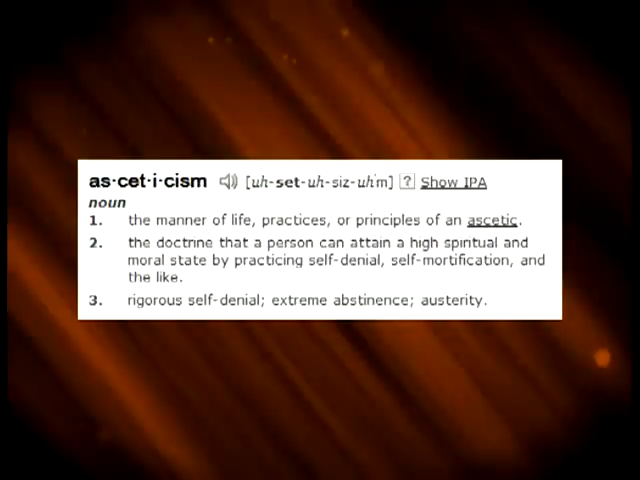 as·cet·i·cism [uh-set-uh-siz-uhm] ? Show IPA
noun
1. the manner of life, practices, or principles of an ascetic.
2. the doctrine that a person can attain a high spiritual and
moral state by practicing self-denial, self-mortification, and
the like.
3. rigorous self-denial; extreme abstinence; austerity.